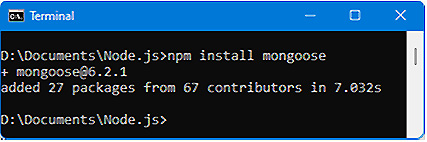 Terminal
D:\Documents\Node.js>npm install mongoose
+ mongoose@6.2.1
added 27 packages from 67 contributors in 7.032s
D:\Documents\Node.js>